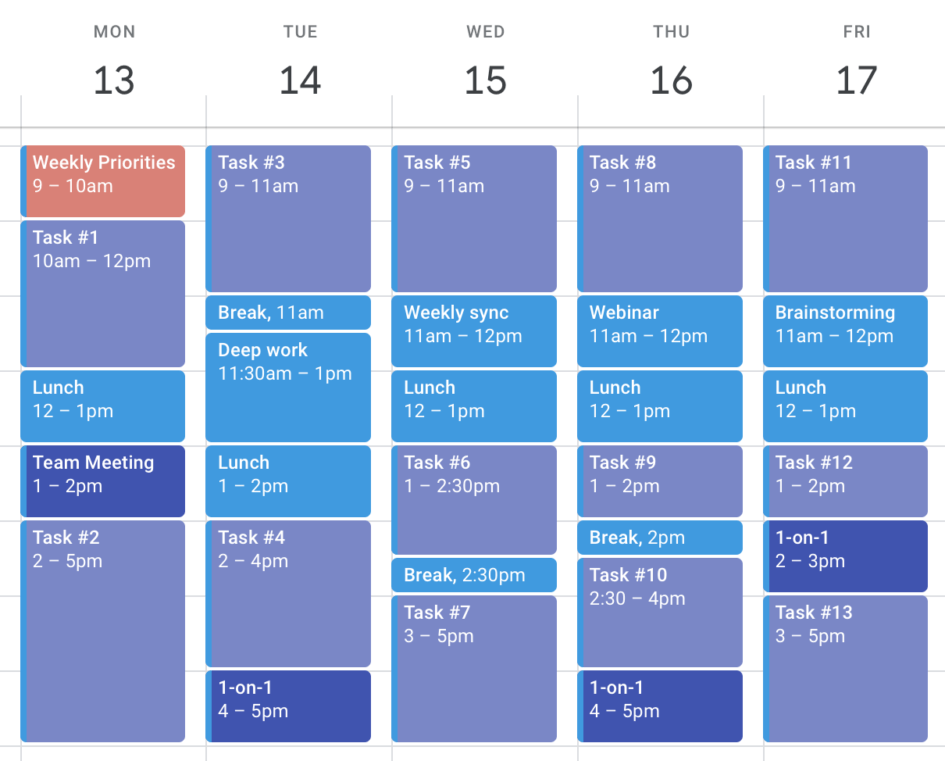 MON
13
TUE
14
WED
15
THU
16
FRI
17
Weekly Priorities
9 – 10am
Task #1
10am – 12pm
Lunch
12 – 1pm
Team Meeting
1 – 2pm
Task #2
2 – 5pm
Task #3
9 – 11am
Break, 11am
Deep work
11:30am – 1pm
Lunch
1 – 2pm
Task #4
2 – 4pm
1-on-1
4 – 5pm
Task #5
9 – 11am
Weekly sync
11am – 12pm
Lunch
12 – 1pm
Task #6
1 – 2:30pm
Break, 2:30pm
Task #7
3 – 5pm
Task #8
9 – 11am
Webinar
11am – 12pm
Lunch
12 – 1pm
Task #9
1 – 2pm
Break, 2pm
Task #10
2:30 – 4pm
1-on-1
4 – 5pm
Task #11
9 – 11am
Brainstorming
11am – 12pm
Lunch
12 – 1pm
Task #12
1 – 2pm
1-on-1
2 – 3pm
Task #13
3 – 5pm